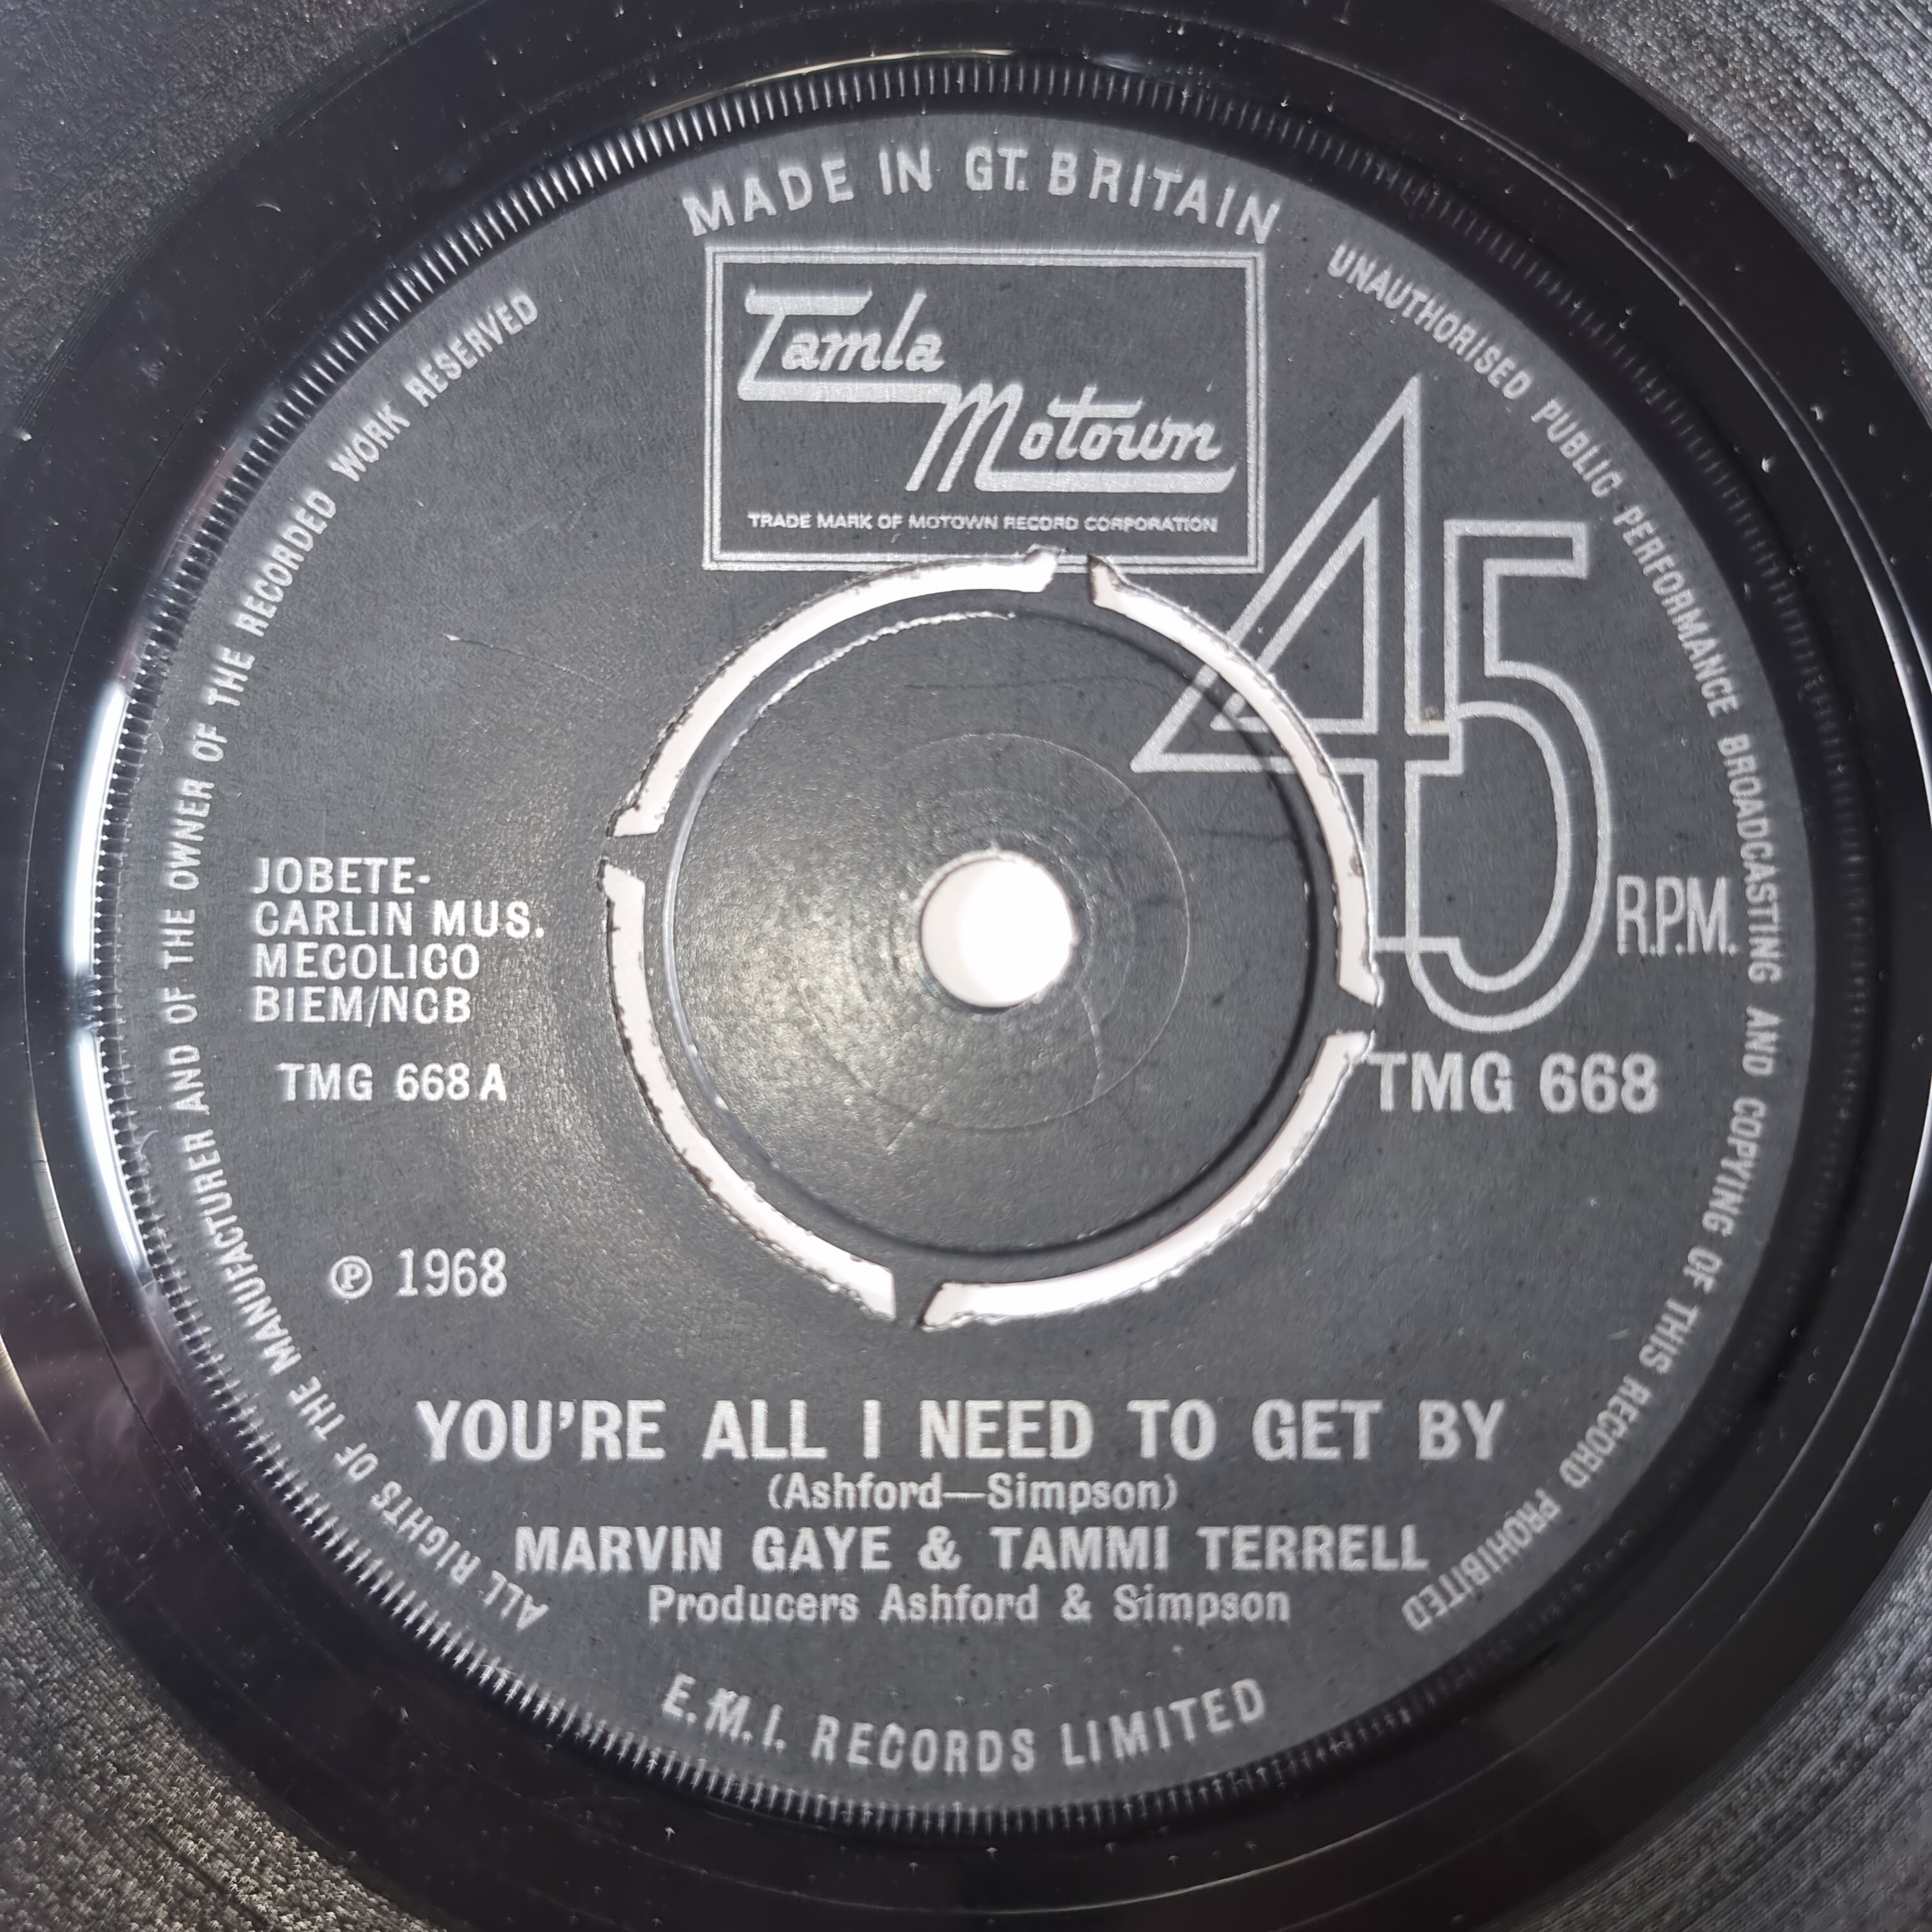 MADE IN GT. BRITAIN
Tamla
Motown
TRADE MARK OF MOTOWN RECORD CORPORATION
45
R.P.M.
JOBETE-
CARLIN MUS.
MECOLICO
BIEM/NCB
TMG 668 A
TMG 668
℗ 1968
YOU'RE ALL I NEED TO GET BY
(Ashford—Simpson)
MARVIN GAYE & TAMMI TERRELL
Producers Ashford & Simpson
E.M.I. RECORDS LIMITED
ALL RIGHTS OF THE MANUFACTURER AND OF THE OWNER OF THE RECORDED WORK RESERVED
UNAUTHORISED PUBLIC PERFORMANCE BROADCASTING AND COPYING OF THIS RECORD PROHIBITED